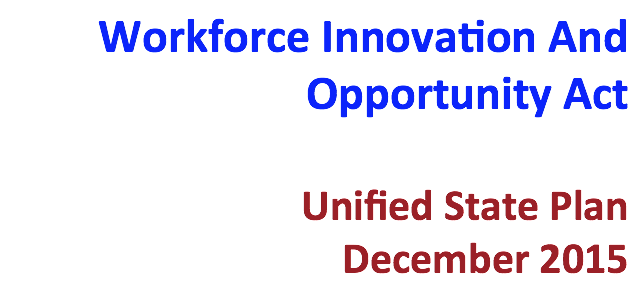 Workforce Innovation And
Opportunity Act
Unified State Plan
December 2015